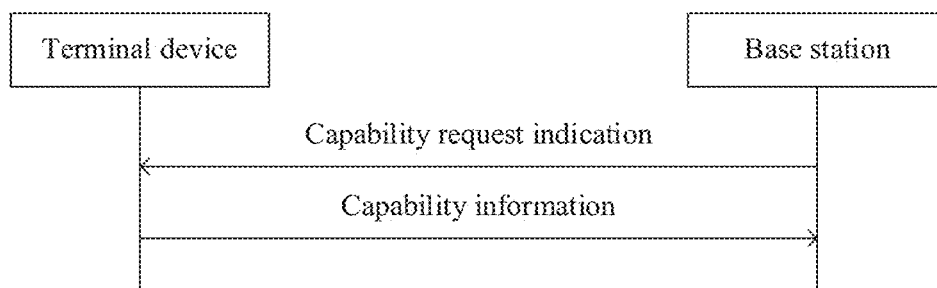 Terminal device
Base station
Capability request indication
Capability information